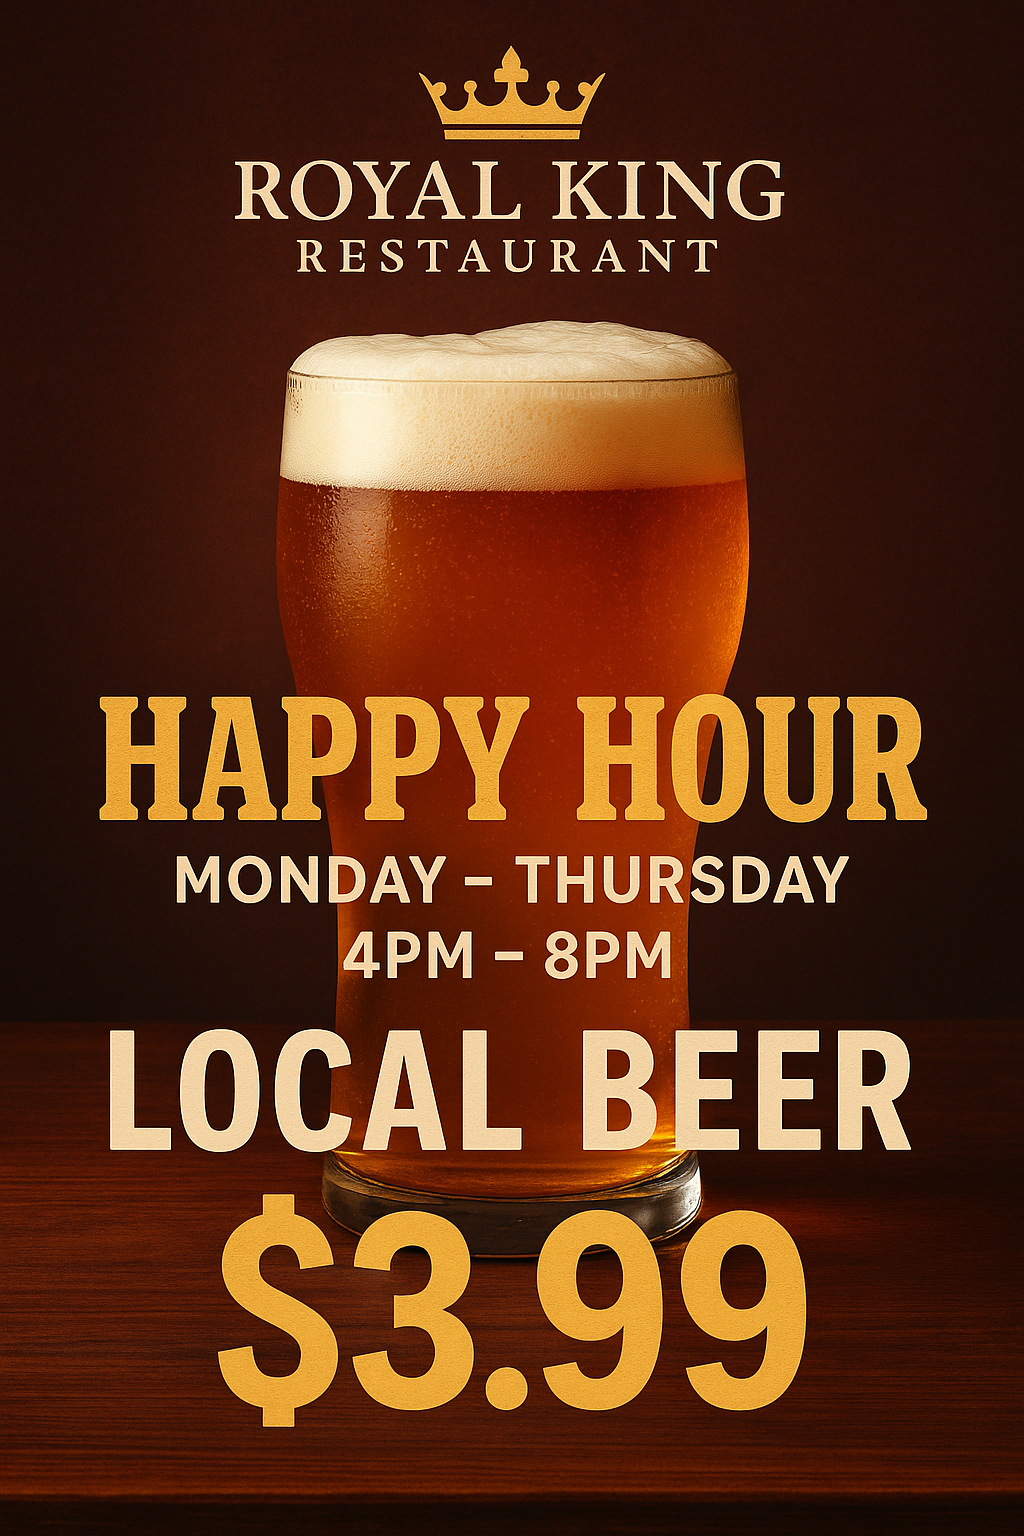 ROYAL KING
RESTAURANT
HAPPY HOUR
MONDAY – THURSDAY
4PM – 8PM
LOCAL BEER
$3.99